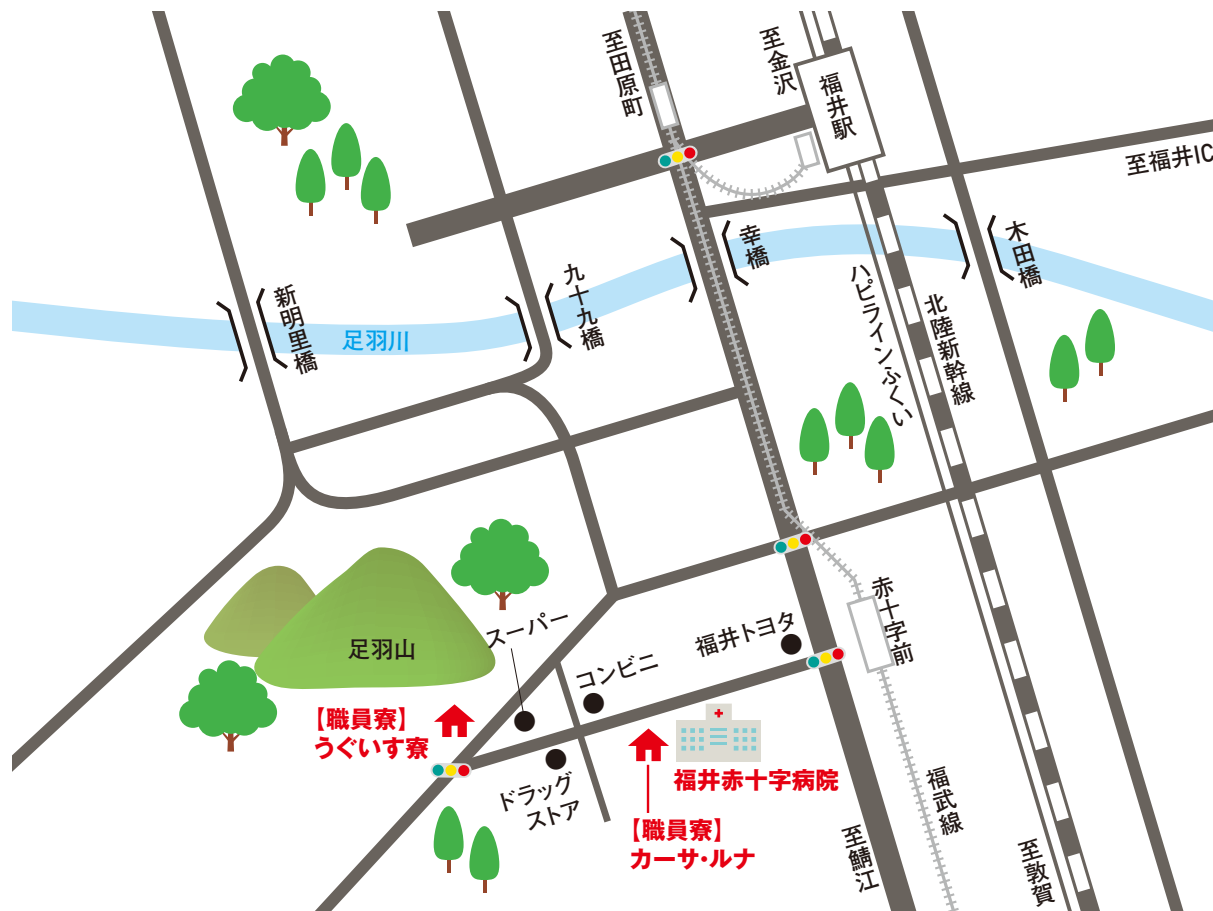 至田原町
至金沢
福井駅
至福井IC
幸橋
木田橋
九十九橋
新明里橋
足羽川
ハピラインふくい
北陸新幹線
赤十字前
足羽山
スーパー
コンビニ
福井トヨタ
【職員寮】
うぐいす寮
ドラッグ
ストア
福井赤十字病院
【職員寮】
カーサ・ルナ
福武線
至鯖江
至敦賀